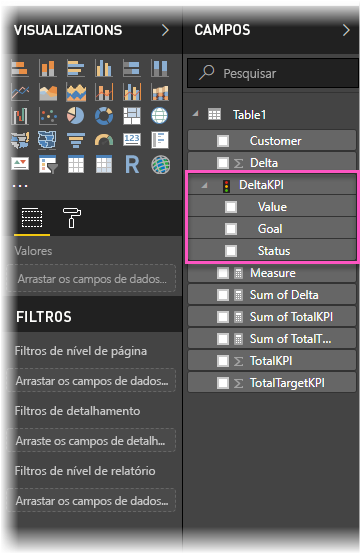 VISUALIZATIONS
R
...
Valores
Arrastar os campos de dados...
FILTROS
Filtros de nível de página
Arrastar os campos de dados...
Filtros de detalhamento
Arraste os campos de detalh...
Filtros de nível de relatório
Arrastar os campos de dados...
CAMPOS
Pesquisar
Table1
Customer
Σ Delta
DeltaKPI
Value
Goal
Status
Measure
Sum of Delta
Sum of TotalKPI
Sum of TotalT...
Σ TotalKPI
Σ TotalTargetKPI